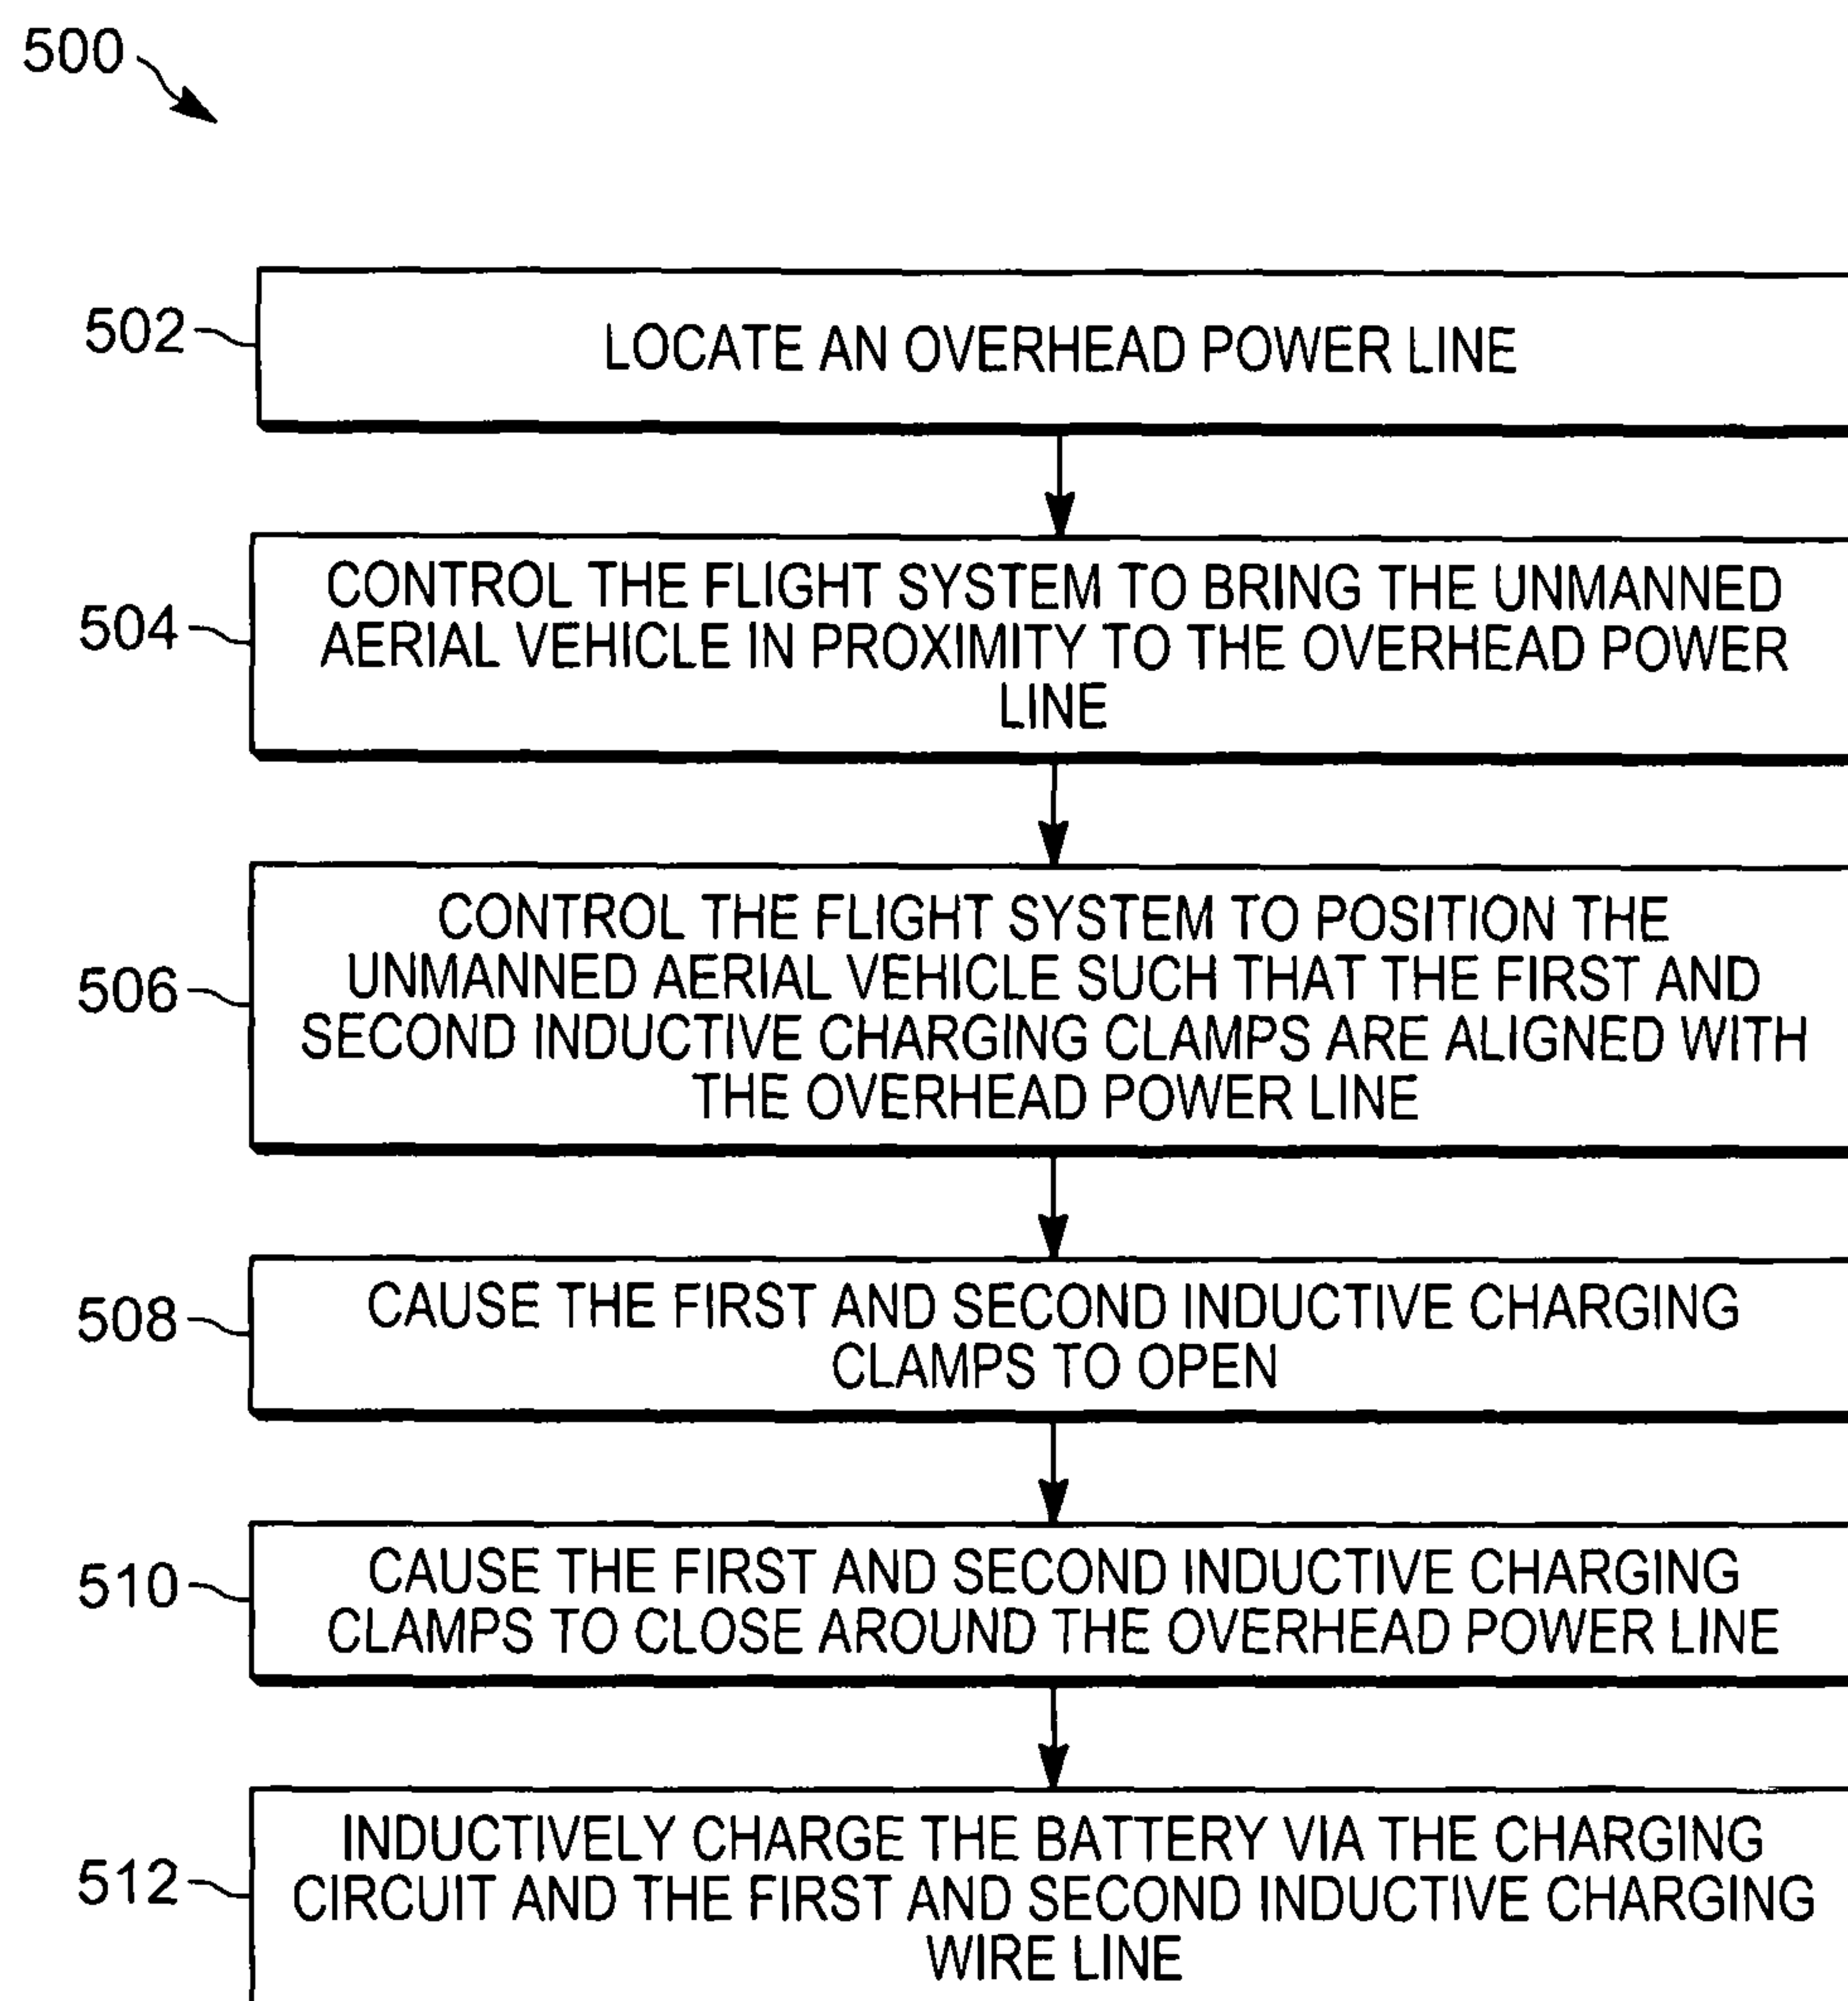 500
502
LOCATE AN OVERHEAD POWER LINE
504
CONTROL THE FLIGHT SYSTEM TO BRING THE UNMANNED
AERIAL VEHICLE IN PROXIMITY TO THE OVERHEAD POWER
LINE
506
CONTROL THE FLIGHT SYSTEM TO POSITION THE
UNMANNED AERIAL VEHICLE SUCH THAT THE FIRST AND
SECOND INDUCTIVE CHARGING CLAMPS ARE ALIGNED WITH
THE OVERHEAD POWER LINE
508
CAUSE THE FIRST AND SECOND INDUCTIVE CHARGING
CLAMPS TO OPEN
510
CAUSE THE FIRST AND SECOND INDUCTIVE CHARGING
CLAMPS TO CLOSE AROUND THE OVERHEAD POWER LINE
512
INDUCTIVELY CHARGE THE BATTERY VIA THE CHARGING
CIRCUIT AND THE FIRST AND SECOND INDUCTIVE CHARGING
WIRE LINE